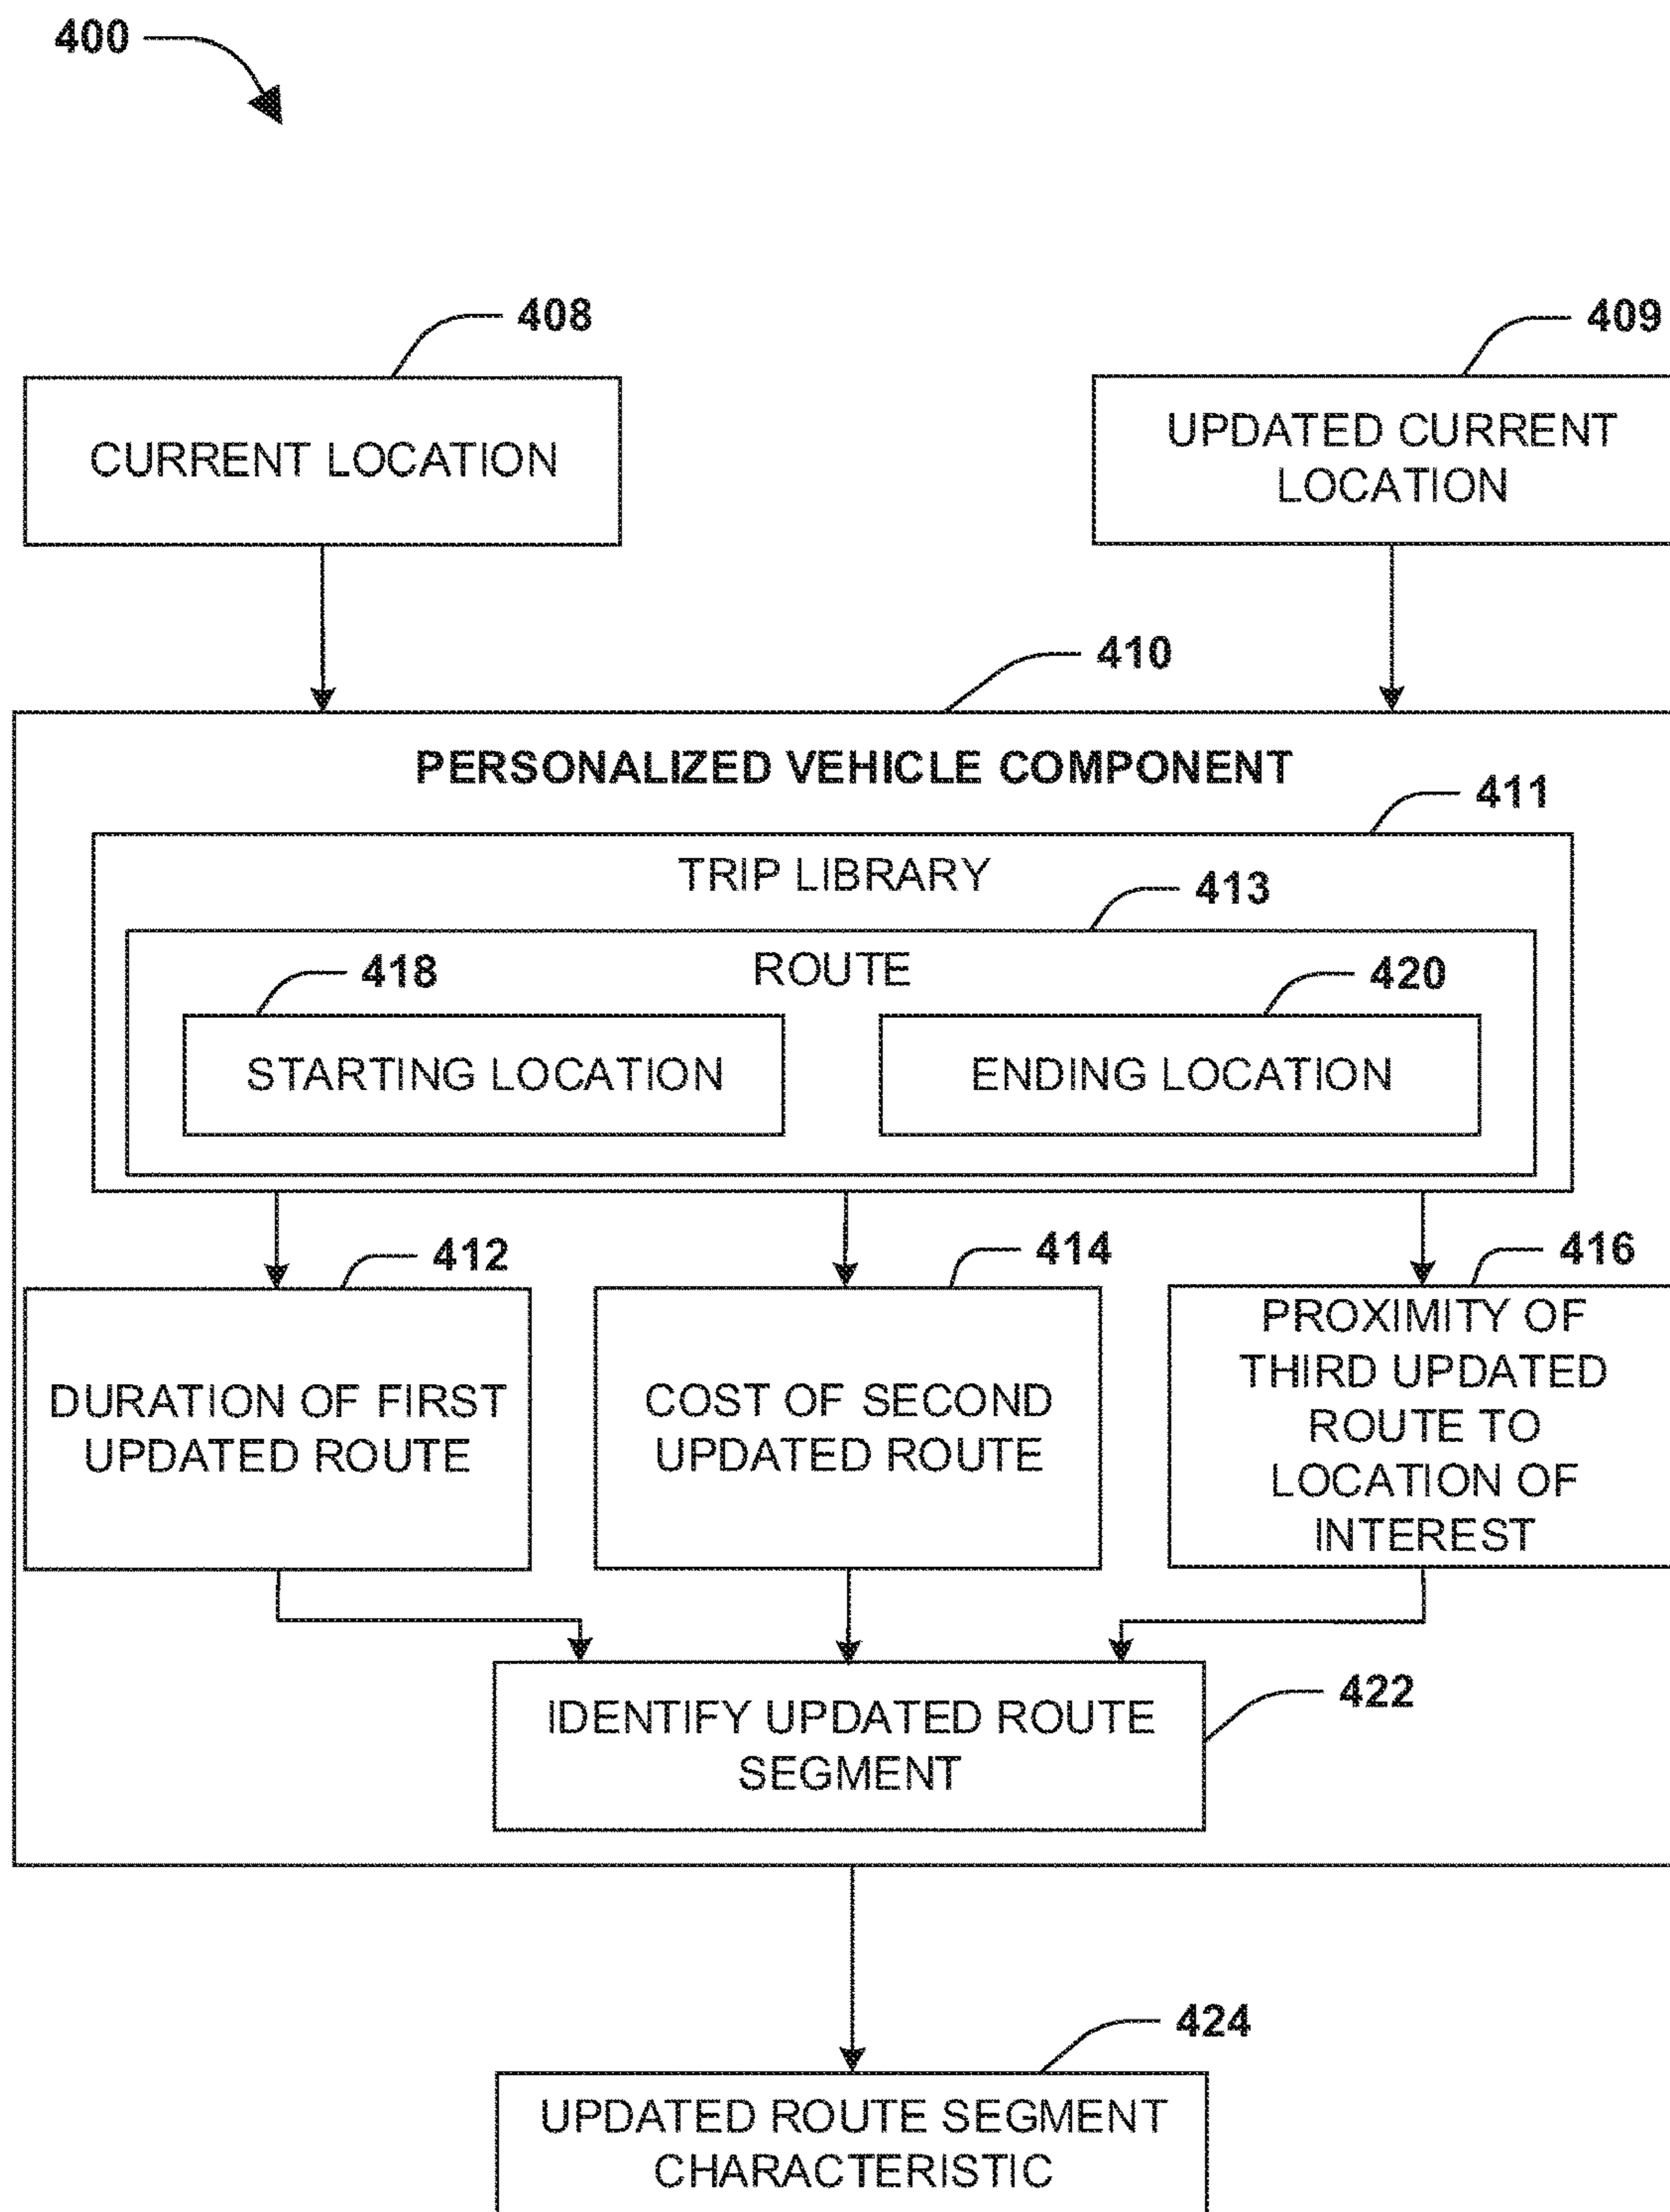 400
408
409
CURRENT LOCATION
UPDATED CURRENT
LOCATION
410
PERSONALIZED VEHICLE COMPONENT
411
TRIP LIBRARY
413
ROUTE
418
420
STARTING LOCATION
ENDING LOCATION
412
414
416
DURATION OF FIRST
UPDATED ROUTE
COST OF SECOND
UPDATED ROUTE
PROXIMITY OF
THIRD UPDATED
ROUTE TO
LOCATION OF
INTEREST
IDENTIFY UPDATED ROUTE
SEGMENT
422
424
UPDATED ROUTE SEGMENT
CHARACTERISTIC